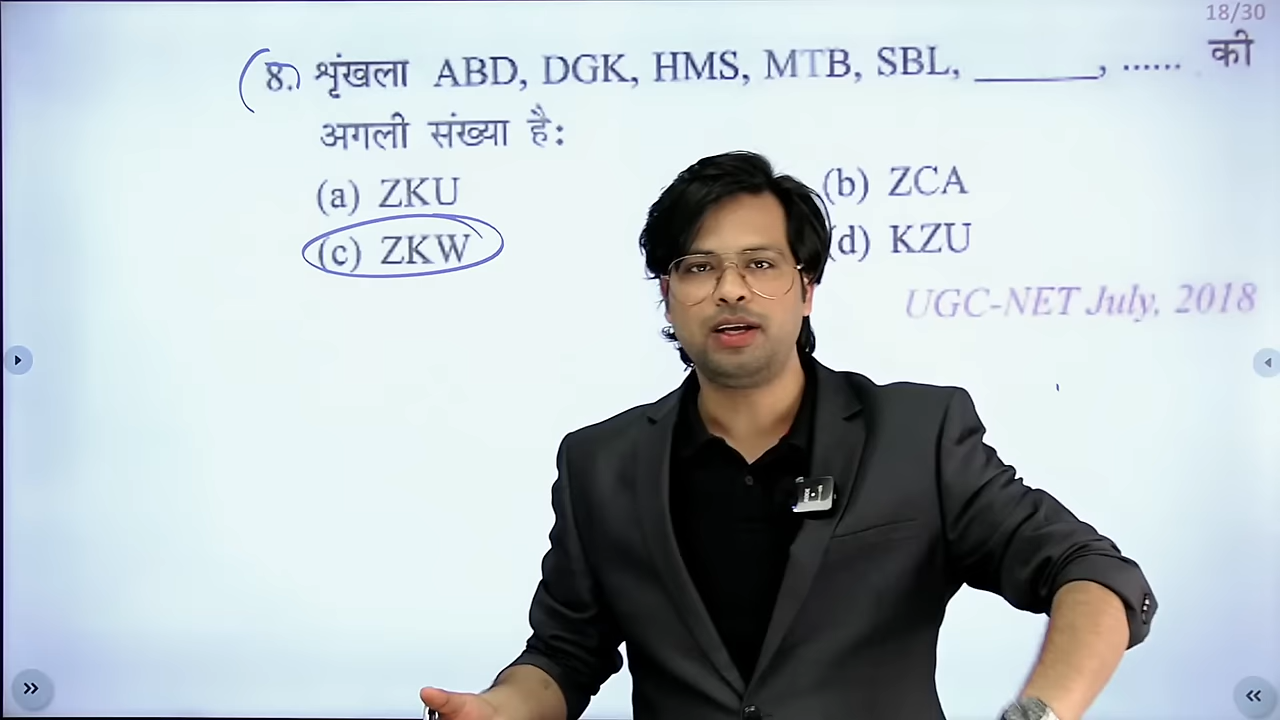 18/30
8. शृंखला ABD, DGK, HMS, MTB, SBL, ______, ...... की
अगली संख्या है:
(a) ZKU
(b) ZCA
(c) ZKW
(d) KZU
UGC-NET July, 2018